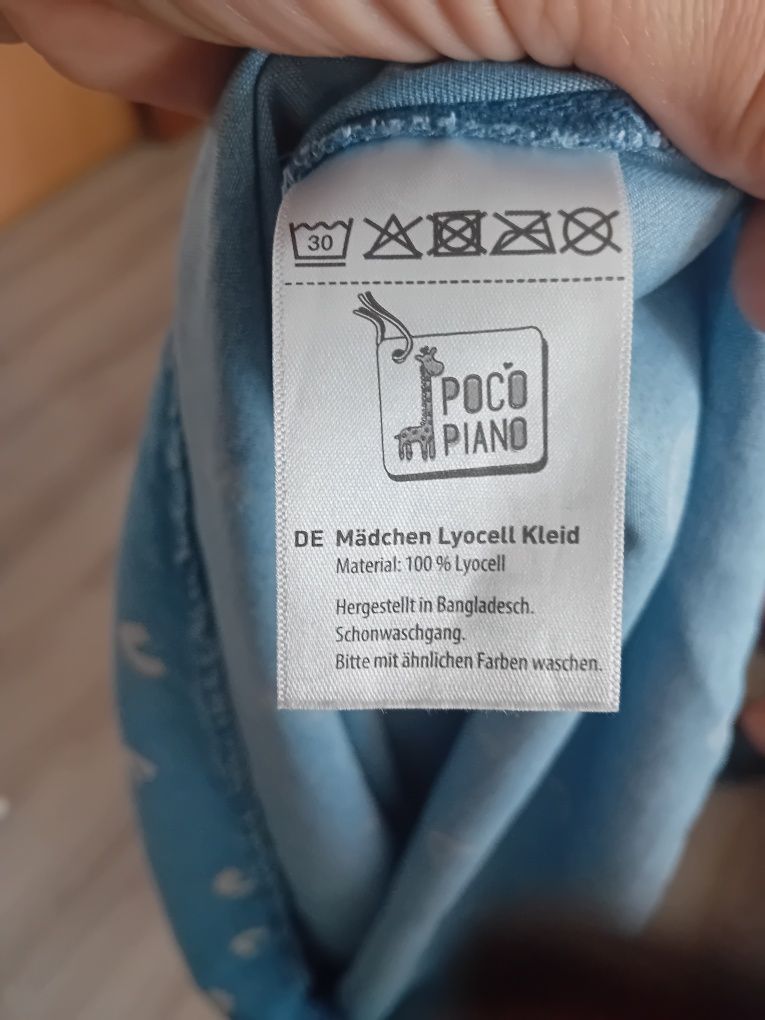 30
POCO
PIANO
DE Mädchen Lyocell Kleid
Material: 100 % Lyocell
Hergestellt in Bangladesch.
Schonwaschgang.
Bitte mit ähnlichen Farben waschen.